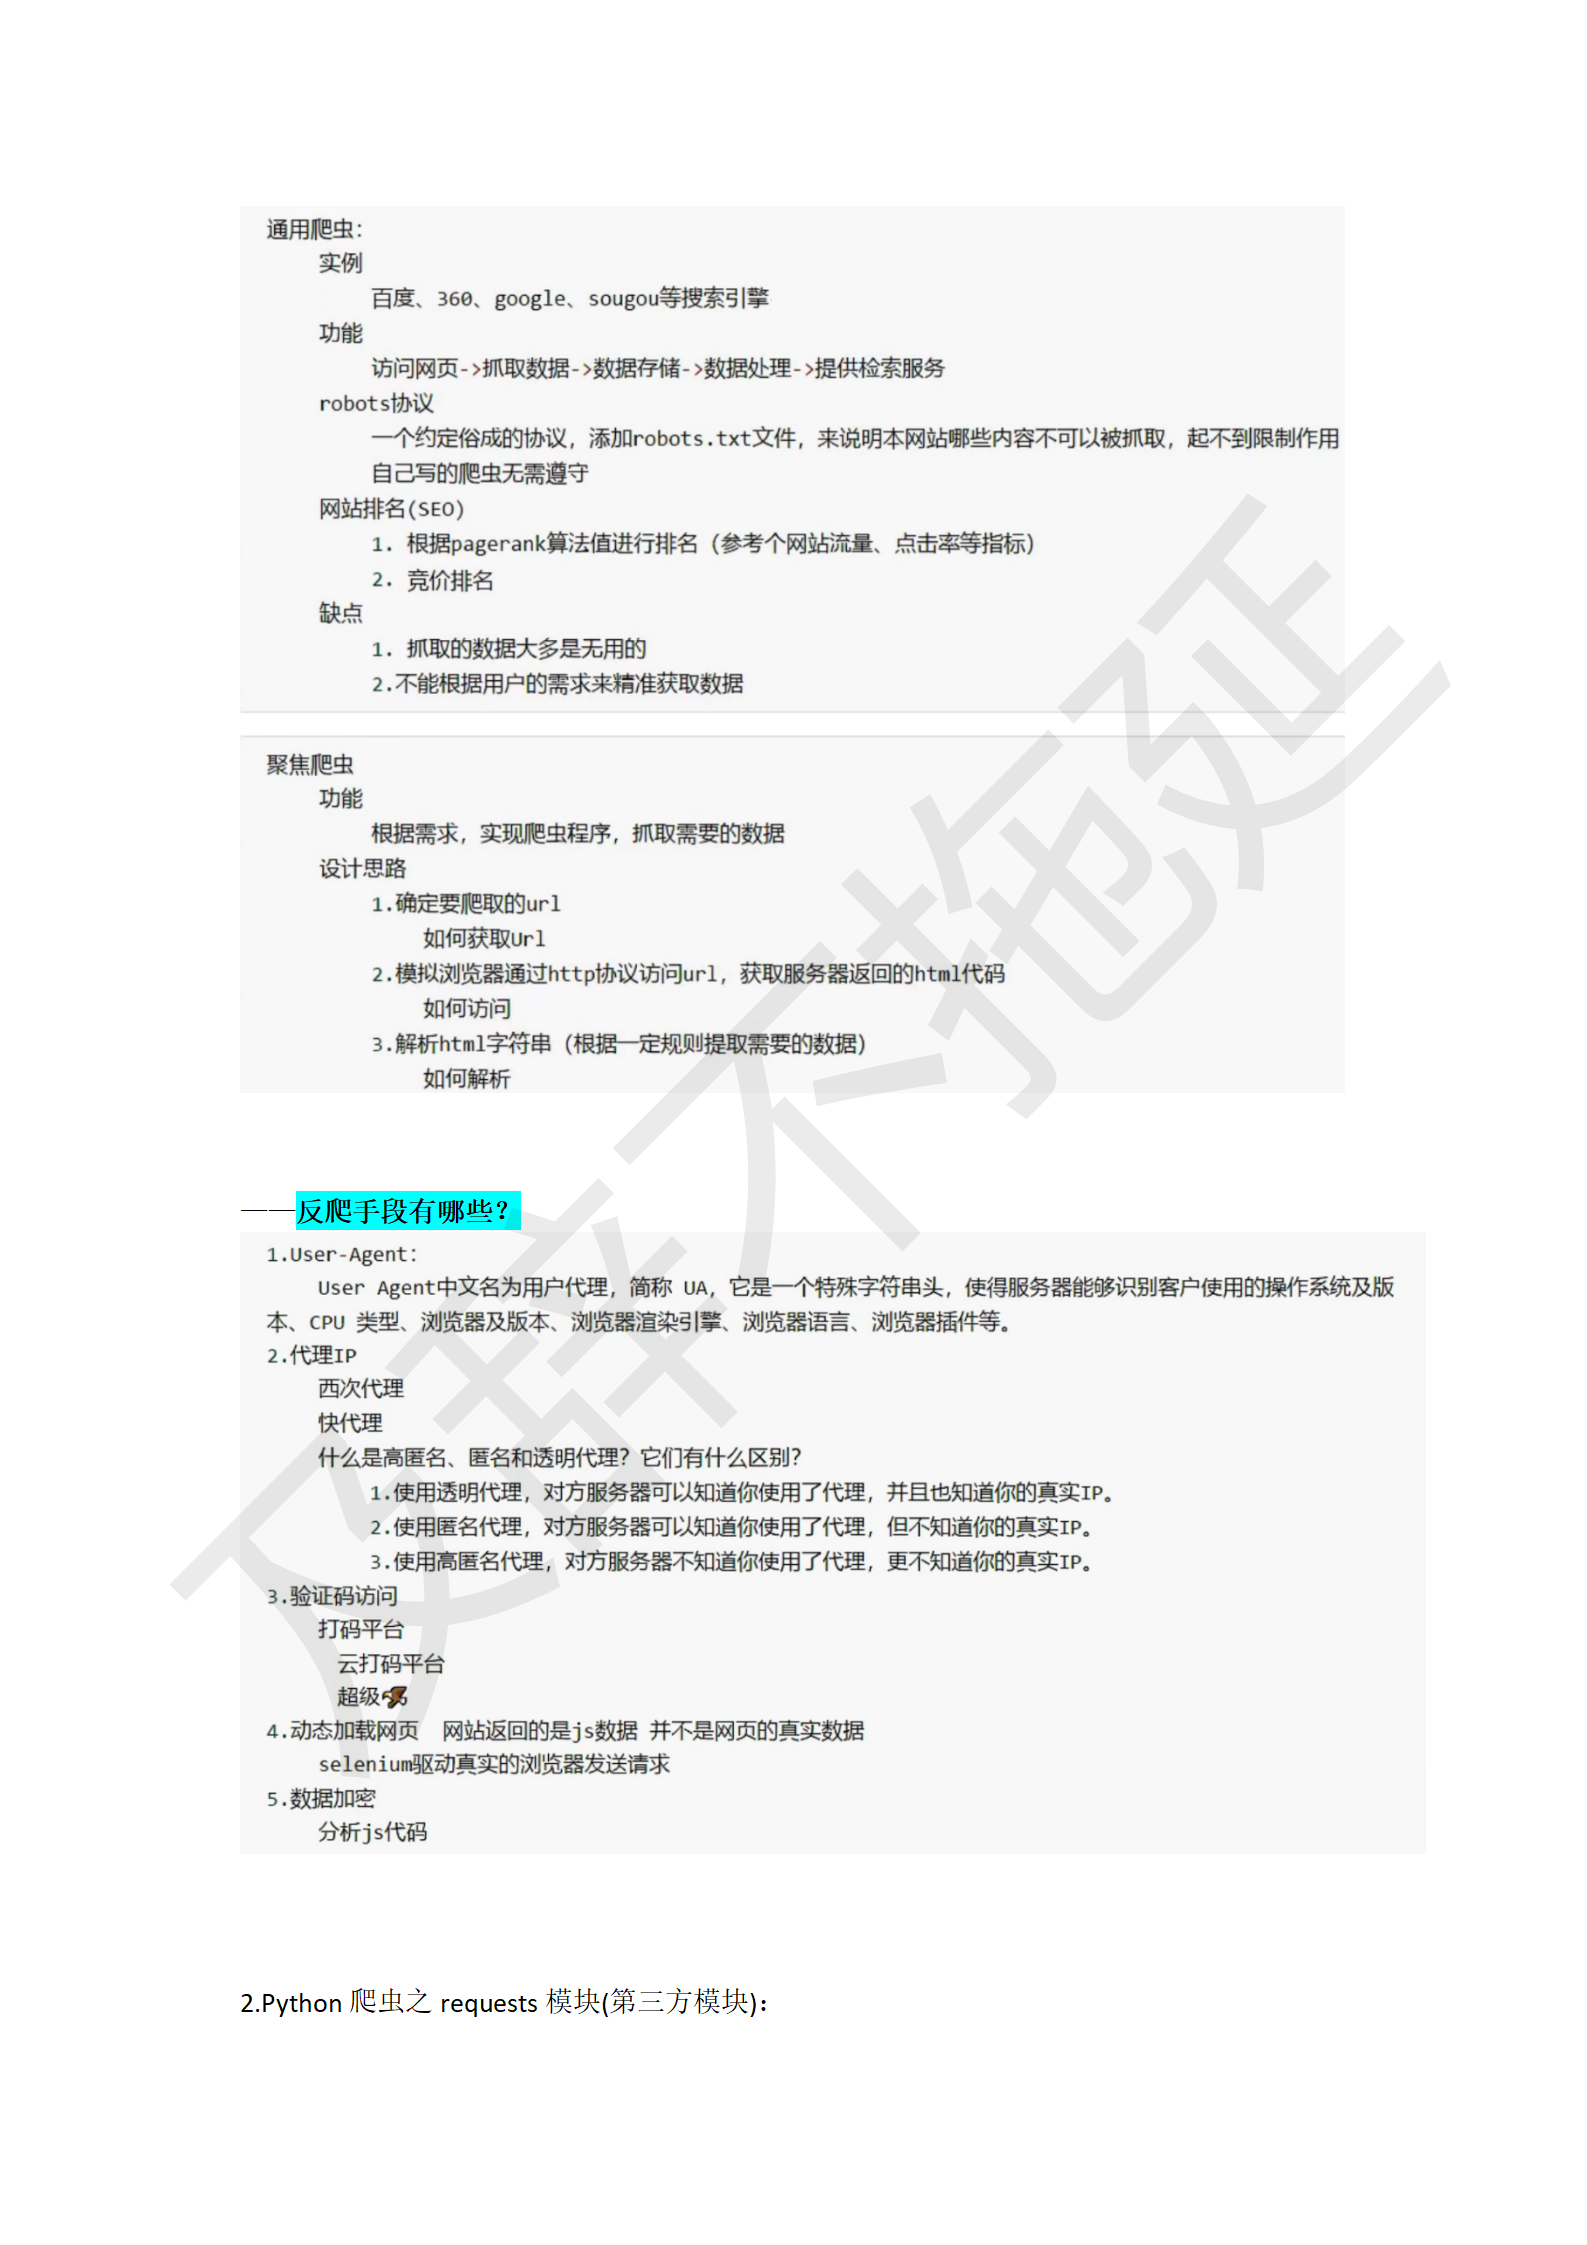 通用爬虫：
实例
百度、360、google、sougou等搜索引擎
功能
访问网页->抓取数据->数据存储->数据处理->提供检索服务
robots协议
一个约定俗成的协议，添加robots.txt文件，来说明本网站哪些内容不可以被抓取，起不到限制作用
自己写的爬虫无需遵守
网站排名(SEO)
1. 根据pagerank算法值进行排名（参考个网站流量、点击率等指标）
2. 竞价排名
缺点
1. 抓取的数据大多是无用的
2.不能根据用户的需求来精准获取数据
聚焦爬虫
功能
根据需求，实现爬虫程序，抓取需要的数据
设计思路
1.确定要爬取的url
如何获取Url
2.模拟浏览器通过http协议访问url，获取服务器返回的html代码
如何访问
3.解析html字符串（根据一定规则提取需要的数据）
如何解析
——反爬手段有哪些？
1.User-Agent：
User Agent中文名为用户代理，简称 UA，它是一个特殊字符串头，使得服务器能够识别客户使用的操作系统及版
本、CPU 类型、浏览器及版本、浏览器渲染引擎、浏览器语言、浏览器插件等。
2.代理IP
西次代理
快代理
什么是高匿名、匿名和透明代理？它们有什么区别？
1.使用透明代理，对方服务器可以知道你使用了代理，并且也知道你的真实IP。
2.使用匿名代理，对方服务器可以知道你使用了代理，但不知道你的真实IP。
3.使用高匿名代理，对方服务器不知道你使用了代理，更不知道你的真实IP。
3.验证码访问
打码平台
云打码平台
超级🦅
4.动态加载网页 网站返回的是js数据 并不是网页的真实数据
selenium驱动真实的浏览器发送请求
5.数据加密
分析js代码
2.Python 爬虫之 requests 模块(第三方模块)：
及辞不拖延